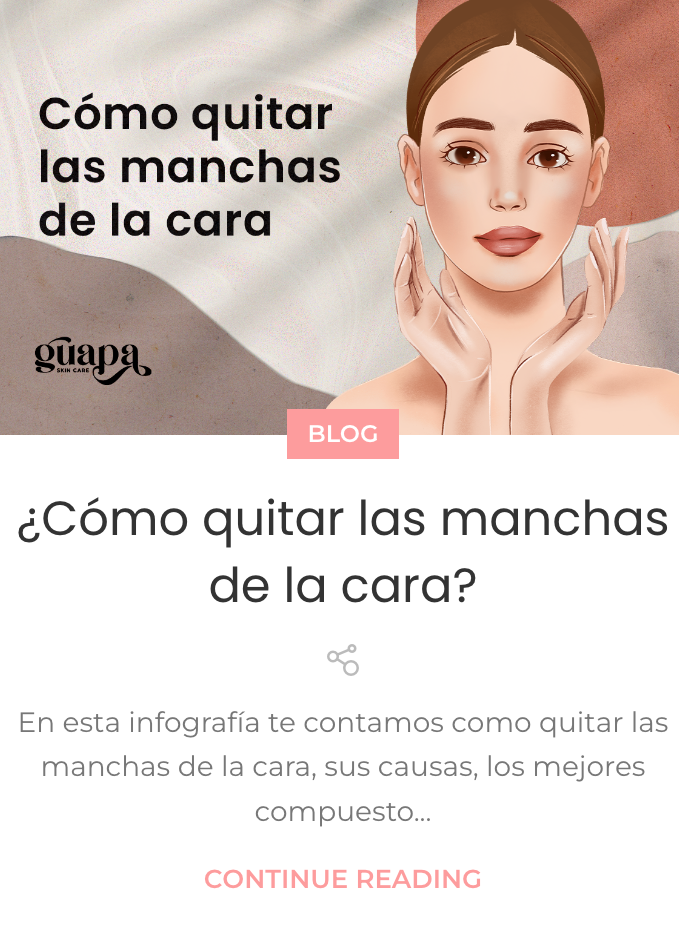 Cómo quitar
las manchas
de la cara
guapa
SKIN CARE
BLOG
¿Cómo quitar las manchas
de la cara?
En esta infografía te contamos como quitar las
manchas de la cara, sus causas, los mejores
compuesto...
CONTINUE READING